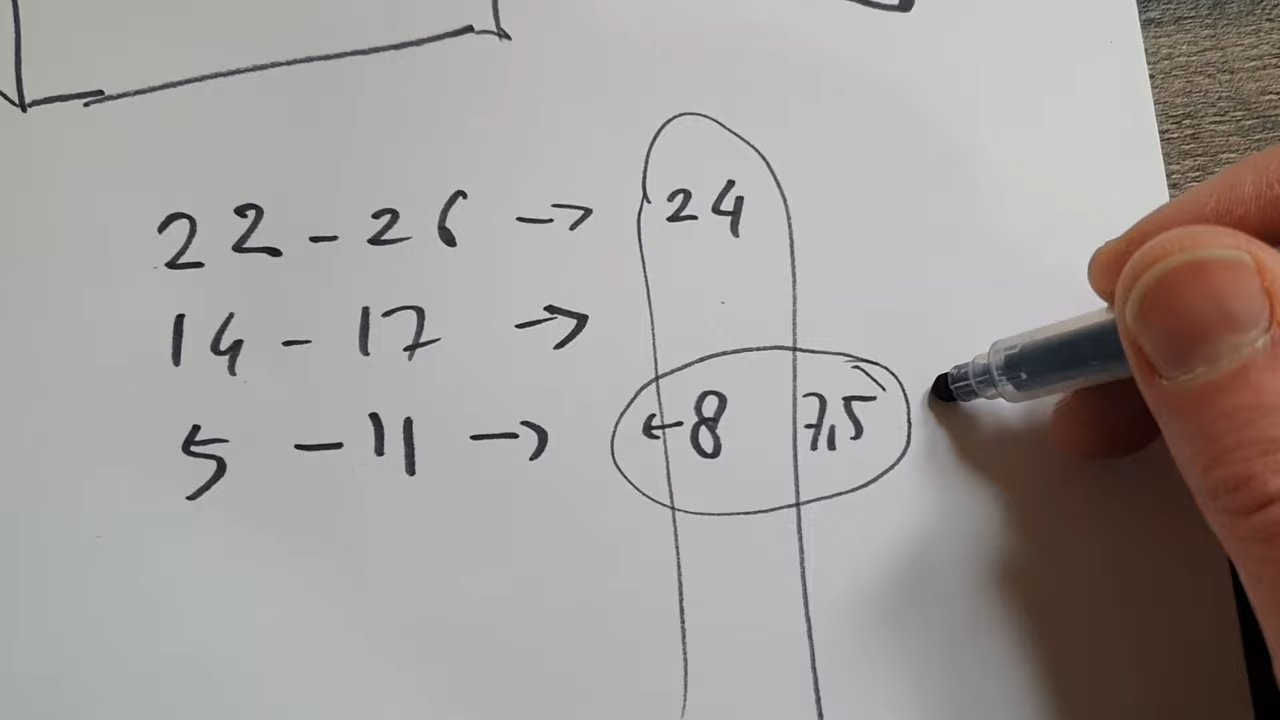 22 - 26 → 24
14 - 17 →
5 - 11 → ←8 7,5